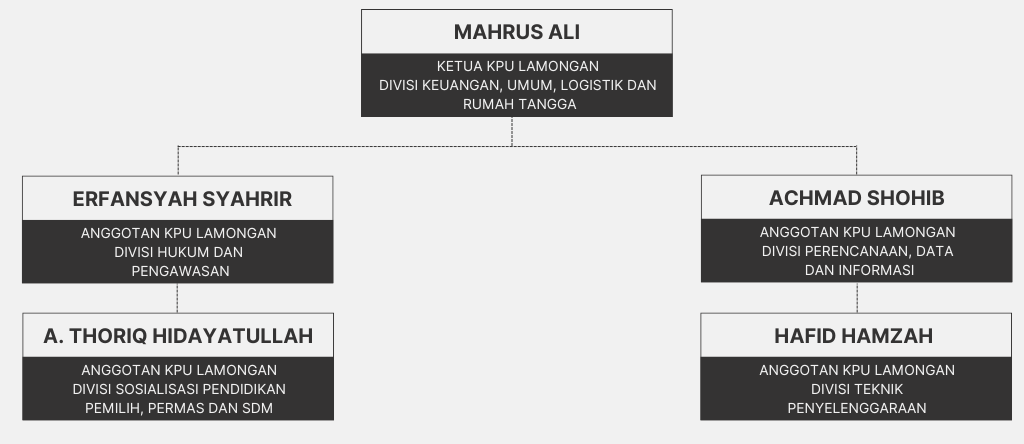 MAHRUS ALI
KETUA KPU LAMONGAN
DIVISI KEUANGAN, UMUM, LOGISTIK DAN
RUMAH TANGGA
ERFANSYAH SYAHRIR
ANGGOTAN KPU LAMONGAN
DIVISI HUKUM DAN
PENGAWASAN
ACHMAD SHOHIB
ANGGOTAN KPU LAMONGAN
DIVISI PERENCANAAN, DATA
DAN INFORMASI
A. THORIQ HIDAYATULLAH
ANGGOTAN KPU LAMONGAN
DIVISI SOSIALISASI PENDIDIKAN
PEMILIH, PERMAS DAN SDM
HAFID HAMZAH
ANGGOTAN KPU LAMONGAN
DIVISI TEKNIK
PENYELENGGARAAN